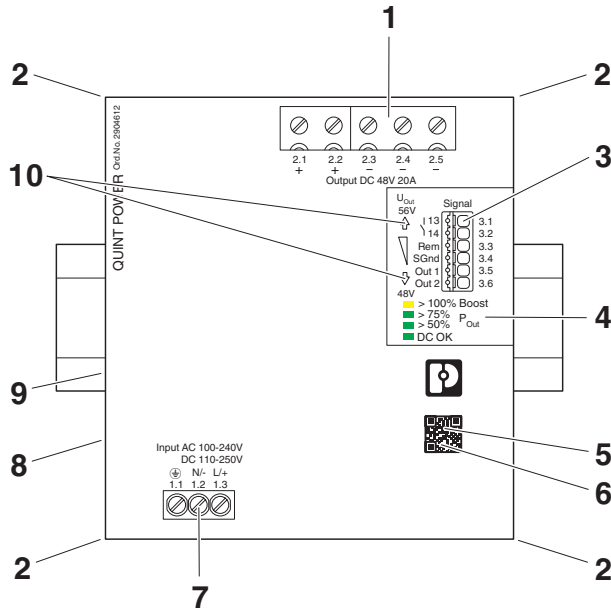 1
2
2
2.1 2.2 2.3 2.4 2.5
+ + – – –
Output DC 48V 20A
QUINT POWER Ord.No. 2904612
10
3
UOut
56V
Signal
13 3.1
14 3.2
Rem 3.3
SGnd 3.4
Out 1 3.5
Out 2 3.6
48V
> 100% Boost
> 75%
> 50%
POut
DC OK
4
9
8
5
6
Input AC 100-240V
DC 110-250V
N/- L/+
1.1 1.2 1.3
2
7
2